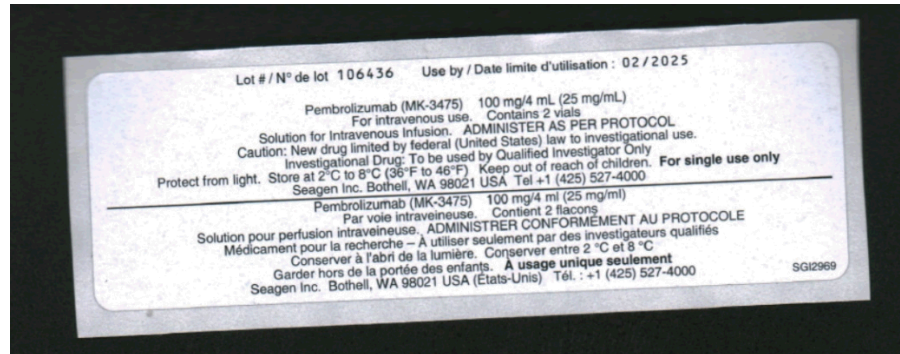 Lot # / Nº de lot 106436 Use by / Date limite d'utilisation : 02/2025
Pembrolizumab (MK-3475) 100 mg/4 mL (25 mg/mL)
For intravenous use. Contains 2 vials
Solution for Intravenous Infusion. ADMINISTER AS PER PROTOCOL
Caution: New drug limited by federal (United States) law to investigational use.
Investigational Drug: To be used by Qualified Investigator Only
Protect from light. Store at 2°C to 8°C (36°F to 46°F) Keep out of reach of children. For single use only
Seagen Inc. Bothell, WA 98021 USA Tel +1 (425) 527-4000
Pembrolizumab (MK-3475) 100 mg/4 ml (25 mg/ml)
Par voie intraveineuse. Contient 2 flacons
Solution pour perfusion intraveineuse. ADMINISTRER CONFORMÉMENT AU PROTOCOLE
Médicament pour la recherche – À utiliser seulement par des investigateurs qualifiés
Conserver à l'abri de la lumière. Conserver entre 2 °C et 8 °C
Garder hors de la portée des enfants. À usage unique seulement
Seagen Inc. Bothell, WA 98021 USA (États-Unis) Tél. : +1 (425) 527-4000
SGI2969